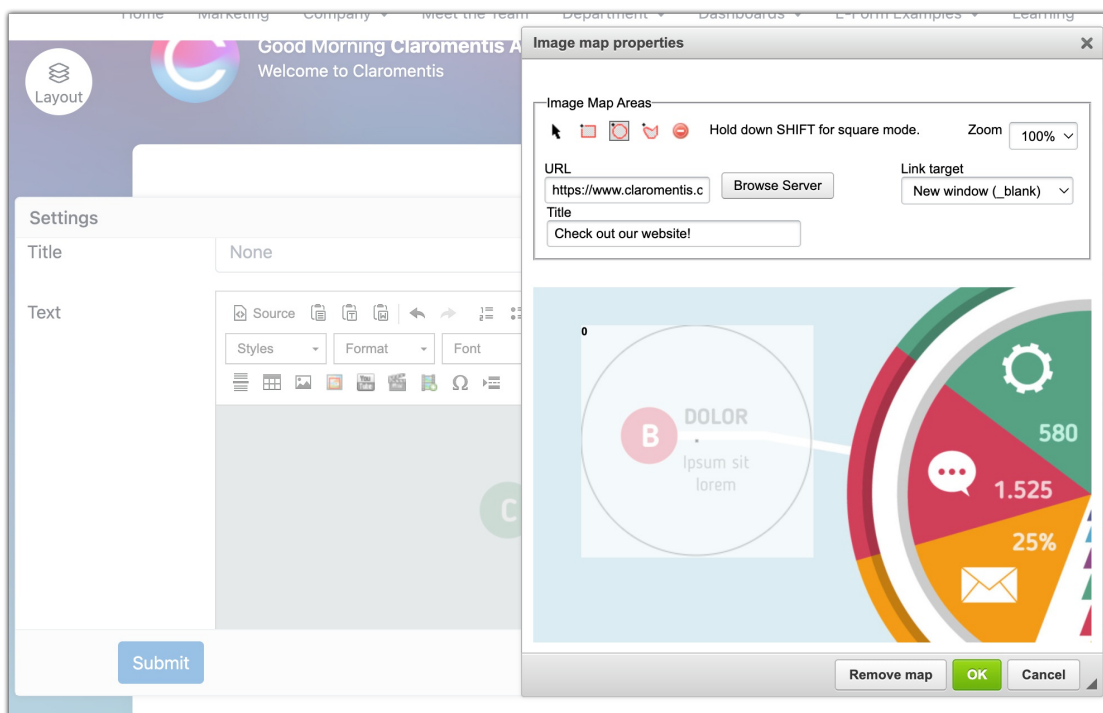 Home Marketing Company Meet the Team Department Dashboards E-Form Examples Learning
Good Morning Claromentis A
Welcome to Claromentis
Layout
Settings
Title
None
Text
Source
Styles
Format
Font
C
Submit
Image map properties
Image Map Areas
Hold down SHIFT for square mode.
Zoom
100%
URL
https://www.claromentis.c
Browse Server
Link target
New window (_blank)
Title
Check out our website!
0
B
DOLOR
Ipsum sit
lorem
580
1.525
25%
Remove map
OK
Cancel